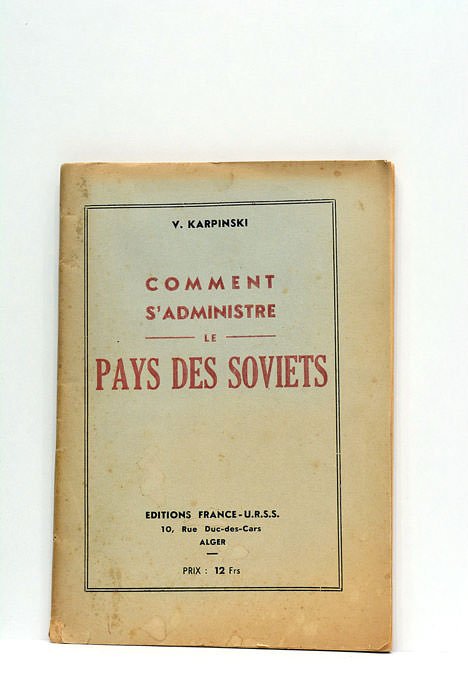 V. KARPINSKI
COMMENT
S'ADMINISTRE
LE
PAYS DES SOVIETS
EDITIONS FRANCE-U.R.S.S.
10, Rue Duc-des-Cars
ALGER
PRIX : 12 Frs